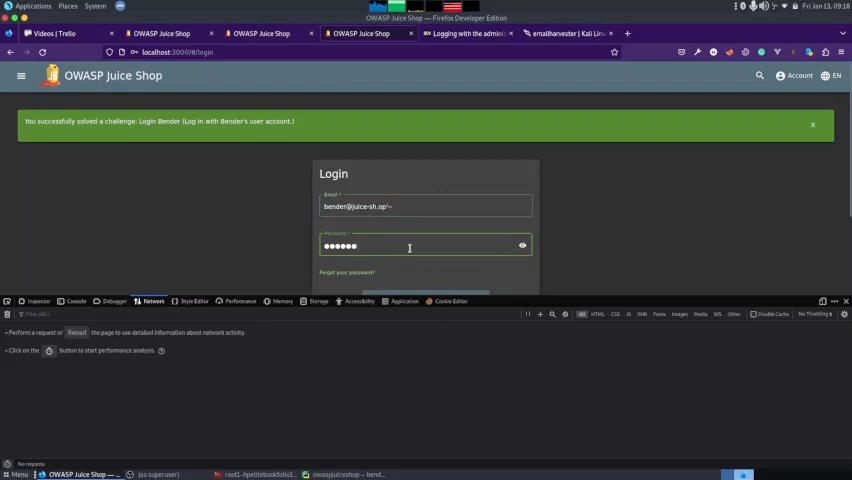 Applications Places System Fri Jan 13, 09:18
OWASP Juice Shop — Firefox Developer Edition
Videos | Trello × OWASP Juice Shop × OWASP Juice Shop × OWASP Juice Shop × DEV Logging with the administ × emailharvester | Kali Linu × +
localhost:3000/#/login
OWASP Juice Shop Account EN
You successfully solved a challenge: Login Bender (Log in with Bender's user account.) X
Login
Email *
bender@juice-sh.op'--
Password *
●●●●●●
Forgot your password?
Inspector Console Debugger Network Style Editor Performance Memory Storage Accessibility Application Cookie Editor
Filter URLs All HTML CSS JS XHR Fonts Images Media WS Other Disable Cache No Throttling
• Perform a request or Reload the page to see detailed information about network activity.
• Click on the button to start performance analysis.
No requests
Menu OWASP Juice Shop — ... (as superuser) root1-hpelitebookfolio1... owaspjuiceshop – bend...